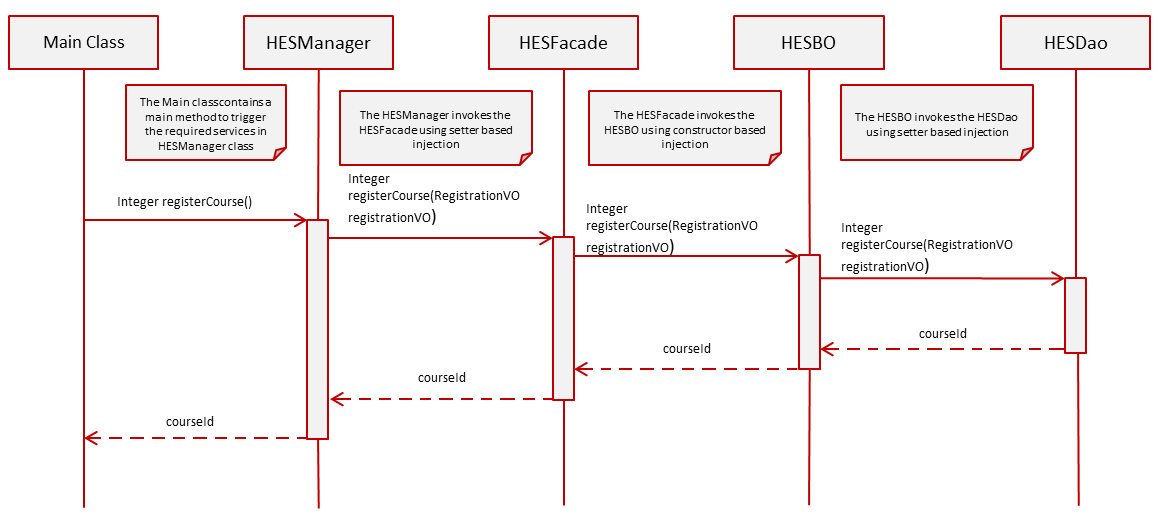 Main Class
HESManager
HESFacade
HESBO
HESDao
The Main classcontains a
main method to trigger
the required services in
HESManager class
The HESManager invokes the
HESFacade using setter based
injection
The HESFacade invokes the
HESBO using constructor based
injection
The HESBO invokes the HESDao
using setter based injection
Integer registerCourse()
Integer
registerCourse(RegistrationVO
registrationVO)
Integer
registerCourse(RegistrationVO
registrationVO)
Integer
registerCourse(RegistrationVO
registrationVO)
courseId
courseId
courseId
courseId